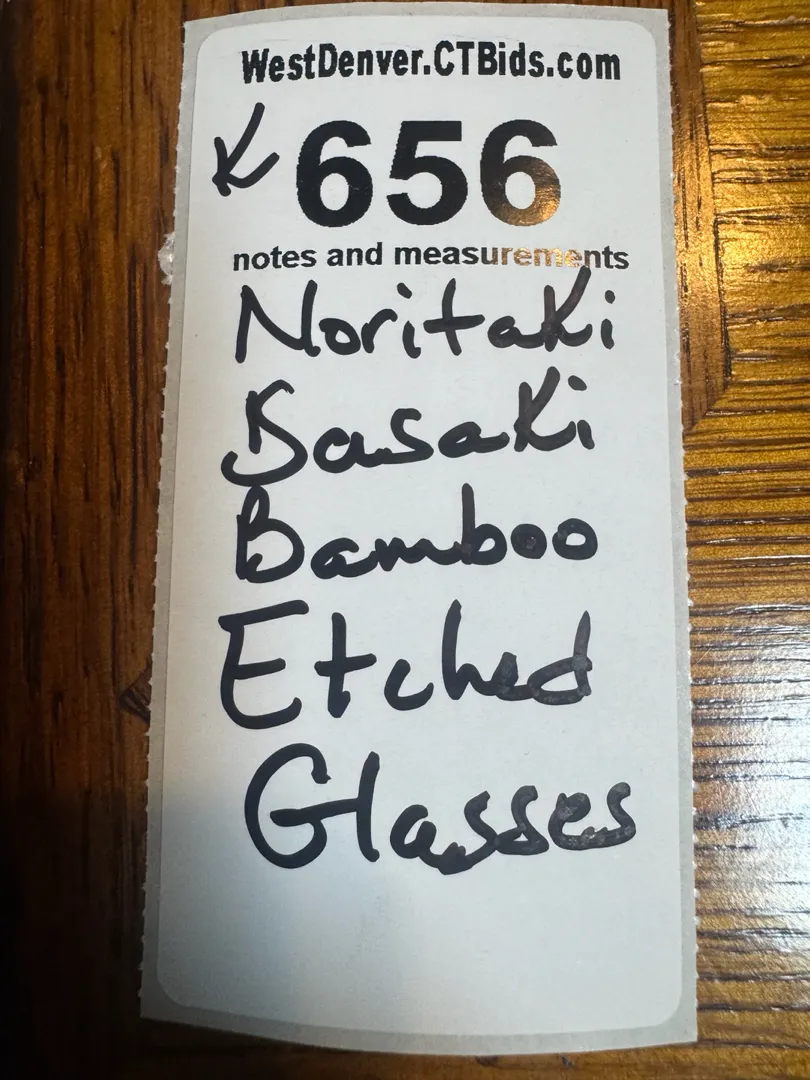 WestDenver.CTBids.com
K 656
notes and measurements
Noritaki
Sasaki
Bamboo
Etched
Glasses